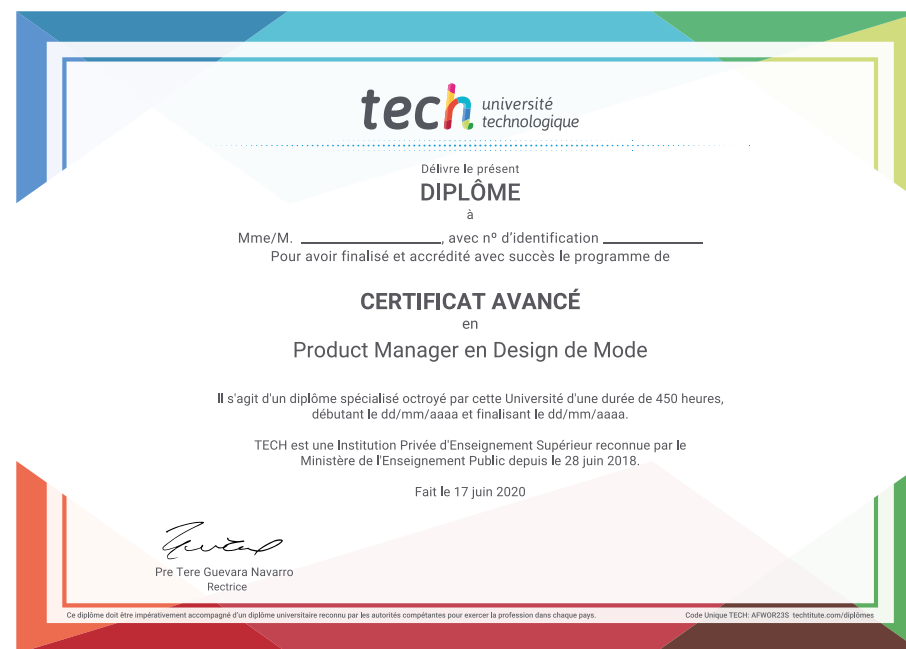 tech université
technologique
Délivre le présent
DIPLÔME
à
Mme/M. ____________________, avec nº d'identification ______________
Pour avoir finalisé et accrédité avec succès le programme de
CERTIFICAT AVANCÉ
en
Product Manager en Design de Mode
Il s'agit d'un diplôme spécialisé octroyé par cette Université d'une durée de 450 heures,
débutant le dd/mm/aaaa et finalisant le dd/mm/aaaa.
TECH est une Institution Privée d'Enseignement Supérieur reconnue par le
Ministère de l'Enseignement Public depuis le 28 juin 2018.
Fait le 17 juin 2020
Pre Tere Guevara Navarro
Rectrice
Ce diplôme doit être impérativement accompagné d'un diplôme universitaire reconnu par les autorités compétantes pour exercer la profession dans chaque pays. Code Unique TECH: AFWOR23S techtitute.com/diplômes